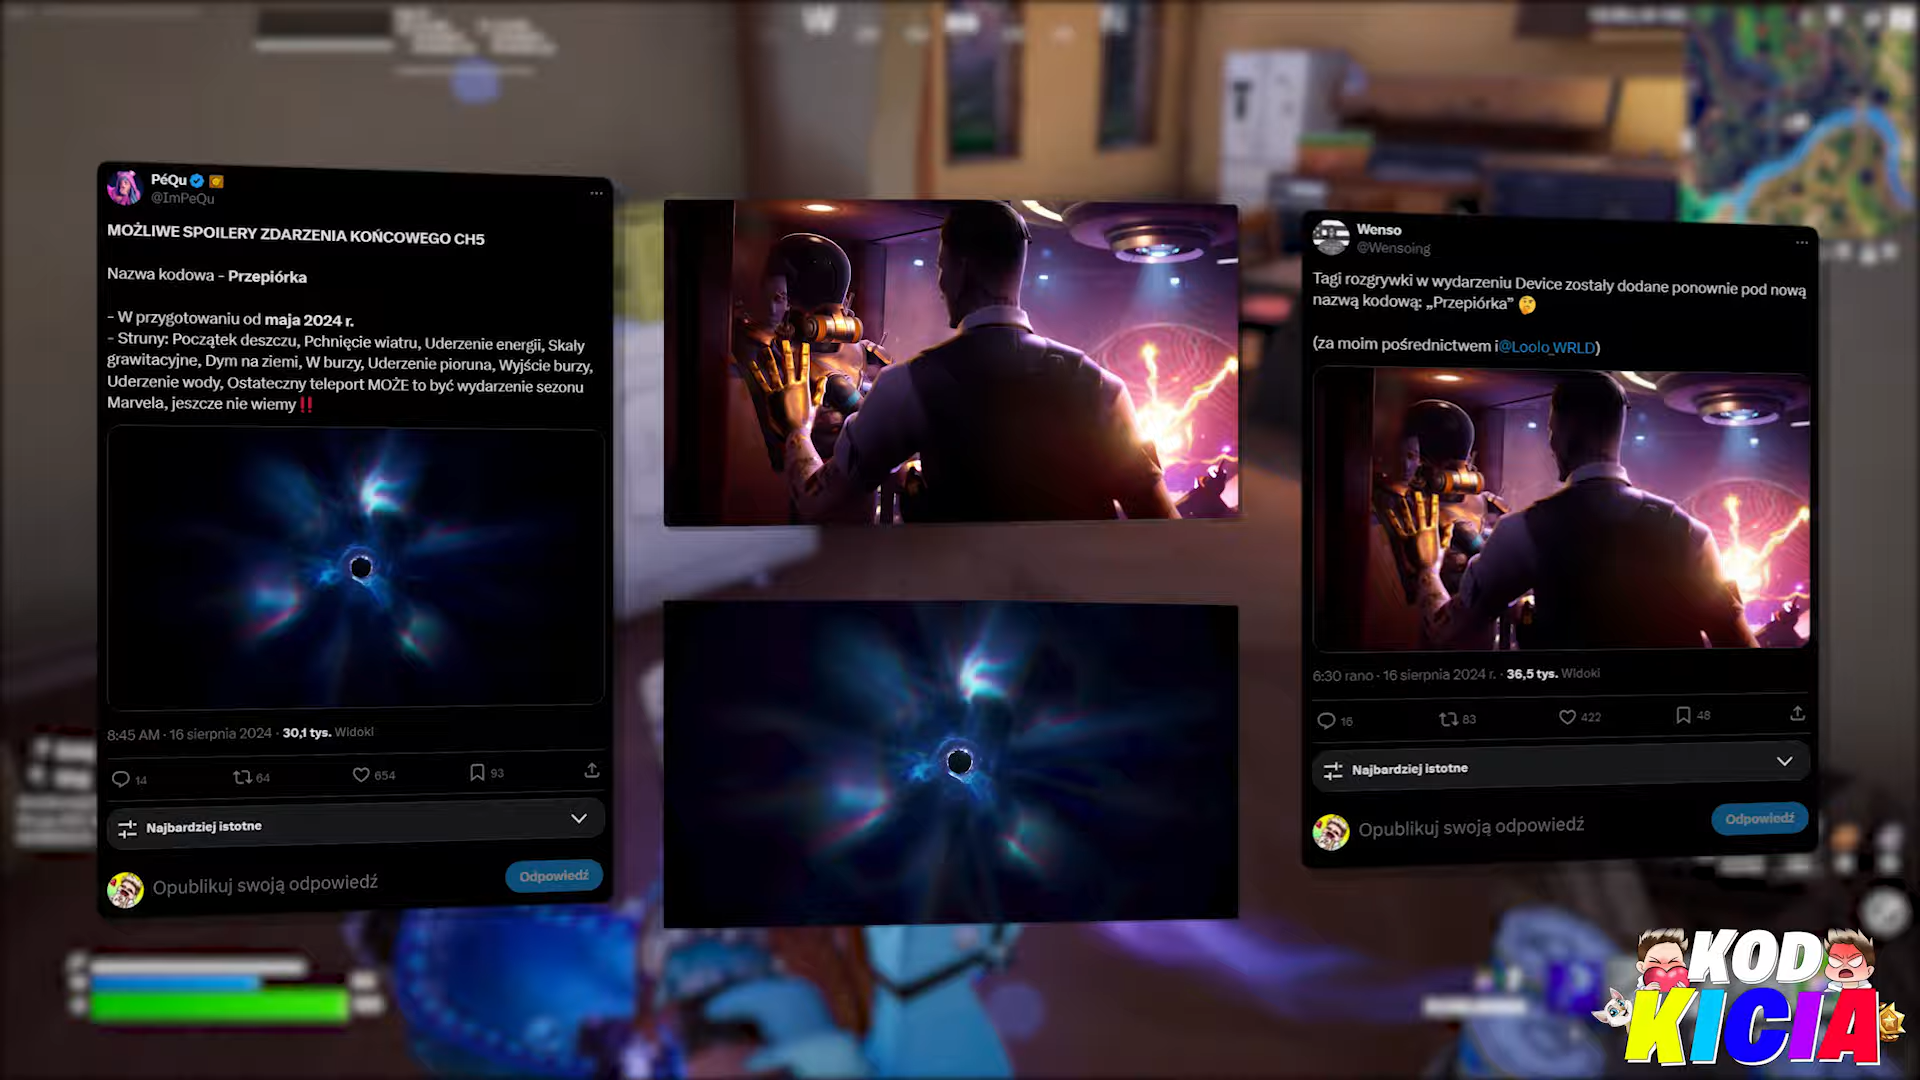 PéQu
@ImPeQu
MOŻLIWE SPOILERY ZDARZENIA KOŃCOWEGO CH5
Nazwa kodowa - Przepiórka
- W przygotowaniu od maja 2024 r.
- Struny: Początek deszczu, Pchnięcie wiatru, Uderzenie energii, Skały
grawitacyjne, Dym na ziemi, W burzy, Uderzenie pioruna, Wyjście burzy,
Uderzenie wody, Ostateczny teleport MOŻE to być wydarzenie sezonu
Marvela, jeszcze nie wiemy‼️
8:45 AM · 16 sierpnia 2024 · 30,1 tys. Widoki
14 64 654 93
Najbardziej istotne
Opublikuj swoją odpowiedź
Odpowiedź
Wenso
@Wensoing
Tagi rozgrywki w wydarzeniu Device zostały dodane ponownie pod nową
nazwą kodową: „Przepiórka” 🤔
(za moim pośrednictwem i@Loolo_WRLD)
6:30 rano · 16 sierpnia 2024 r. · 36,5 tys. Widoki
16 83 422 48
Najbardziej istotne
Opublikuj swoją odpowiedź
Odpowiedź
KOD
KICIA